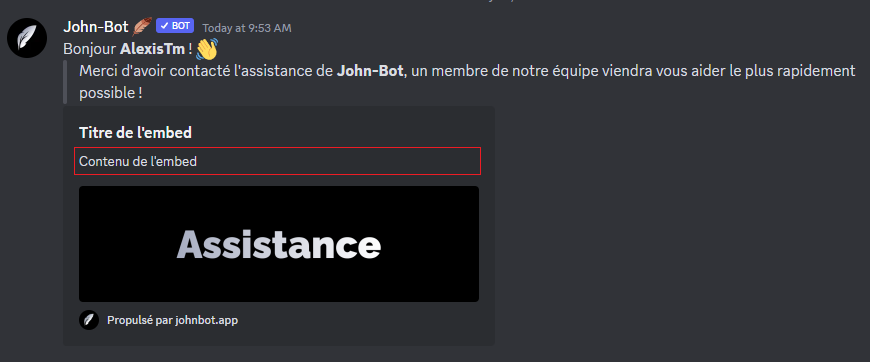 John-Bot BOT Today at 9:53 AM
Bonjour AlexisTm !
Merci d'avoir contacté l'assistance de John-Bot, un membre de notre équipe viendra vous aider le plus rapidement
possible !
Titre de l'embed
Contenu de l'embed
Assistance
Propulsé par johnbot.app